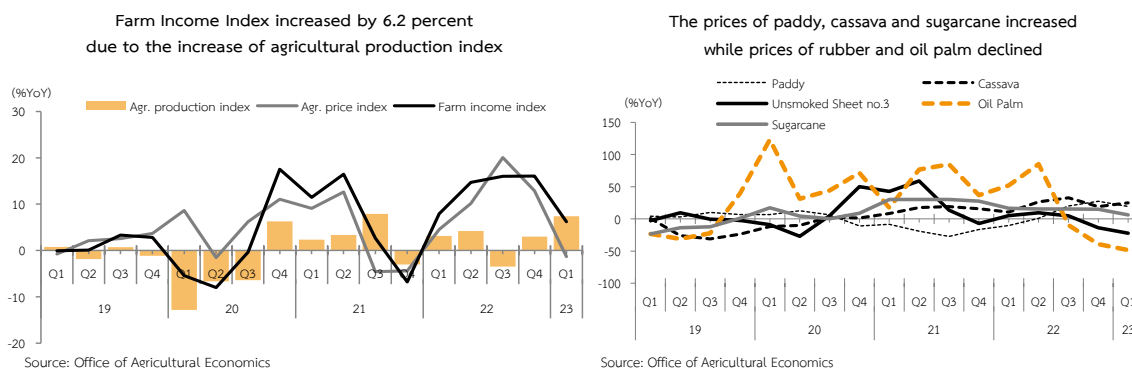 Farm Income Index increased by 6.2 percent
due to the increase of agricultural production index
(%YoY)
Agr. production index Agr. price index Farm income index
30
20
10
0
-10
-20
Q1 Q2 Q3 Q4 Q1 Q2 Q3 Q4 Q1 Q2 Q3 Q4 Q1 Q2 Q3 Q4 Q1
19 20 21 22 23
Source: Office of Agricultural Economics
The prices of paddy, cassava and sugarcane increased
while prices of rubber and oil palm declined
(%YoY)
Paddy Cassava
Unsmoked Sheet no.3 Oil Palm
Sugarcane
150
100
50
0
-50
-100
Q1 Q2 Q3 Q4 Q1 Q2 Q3 Q4 Q1 Q2 Q3 Q4 Q1 Q2 Q3 Q4 Q1
19 20 21 22 23
Source: Office of Agricultural Economics